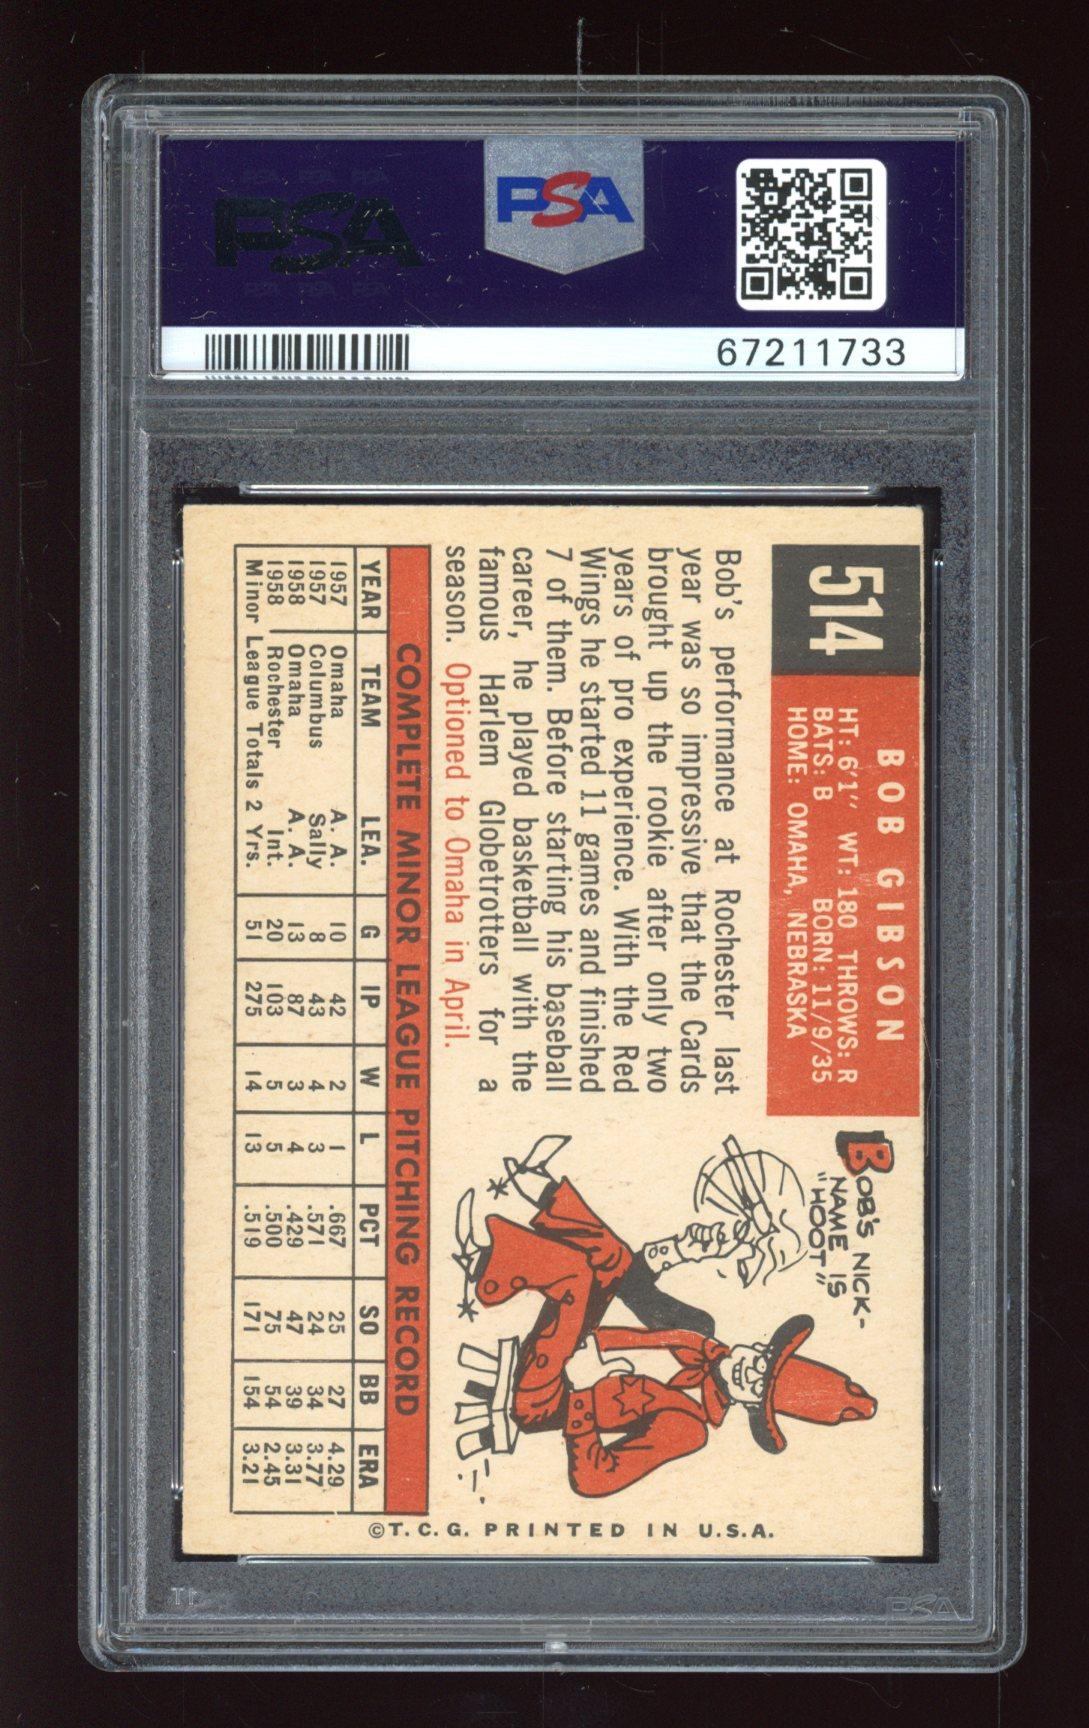 PSA
PSA
67211733
514
BOB GIBSON
HT: 6'1" WT: 180 THROWS: R
BATS: B BORN: 11/9/35
HOME: OMAHA, NEBRASKA
Bob's performance at Rochester last
year was so impressive that the Cards
brought up the rookie after only two
years of pro experience. With the Red
Wings he started 11 games and finished
7 of them. Before starting his baseball
career, he played basketball with the
famous Harlem Globetrotters for a
season. Optioned to Omaha in April.
BOB'S NICK-
NAME IS
"HOOT"
COMPLETE MINOR LEAGUE PITCHING RECORD
YEAR TEAM LEA. G IP W L PCT SO BB ERA
1957 Omaha A. A. 10 42 2 1 .667 25 27 4.29
1957 Columbus Sally 8 43 4 3 .571 24 34 3.77
1958 Omaha A. A. 13 87 3 4 .429 47 39 3.31
1958 Rochester Int. 20 103 5 5 .500 75 54 2.45
Minor League Totals 2 Yrs. 51 275 14 13 .519 171 154 3.21
©T.C.G. PRINTED IN U.S.A.
PSA